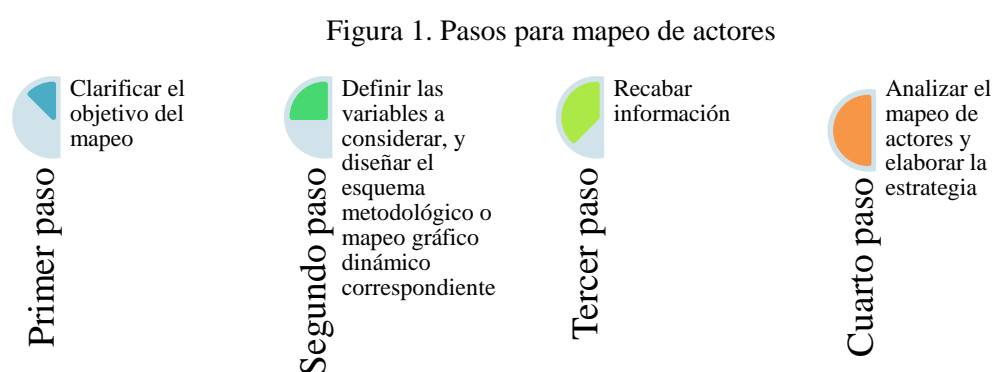 Figura 1. Pasos para mapeo de actores
Primer paso
Clarificar el
objetivo del
mapeo
Segundo paso
Definir las
variables a
considerar, y
diseñar el
esquema
metodológico o
mapeo gráfico
dinámico
correspondiente
Tercer paso
Recabar
información
Cuarto paso
Analizar el
mapeo de
actores y
elaborar la
estrategia